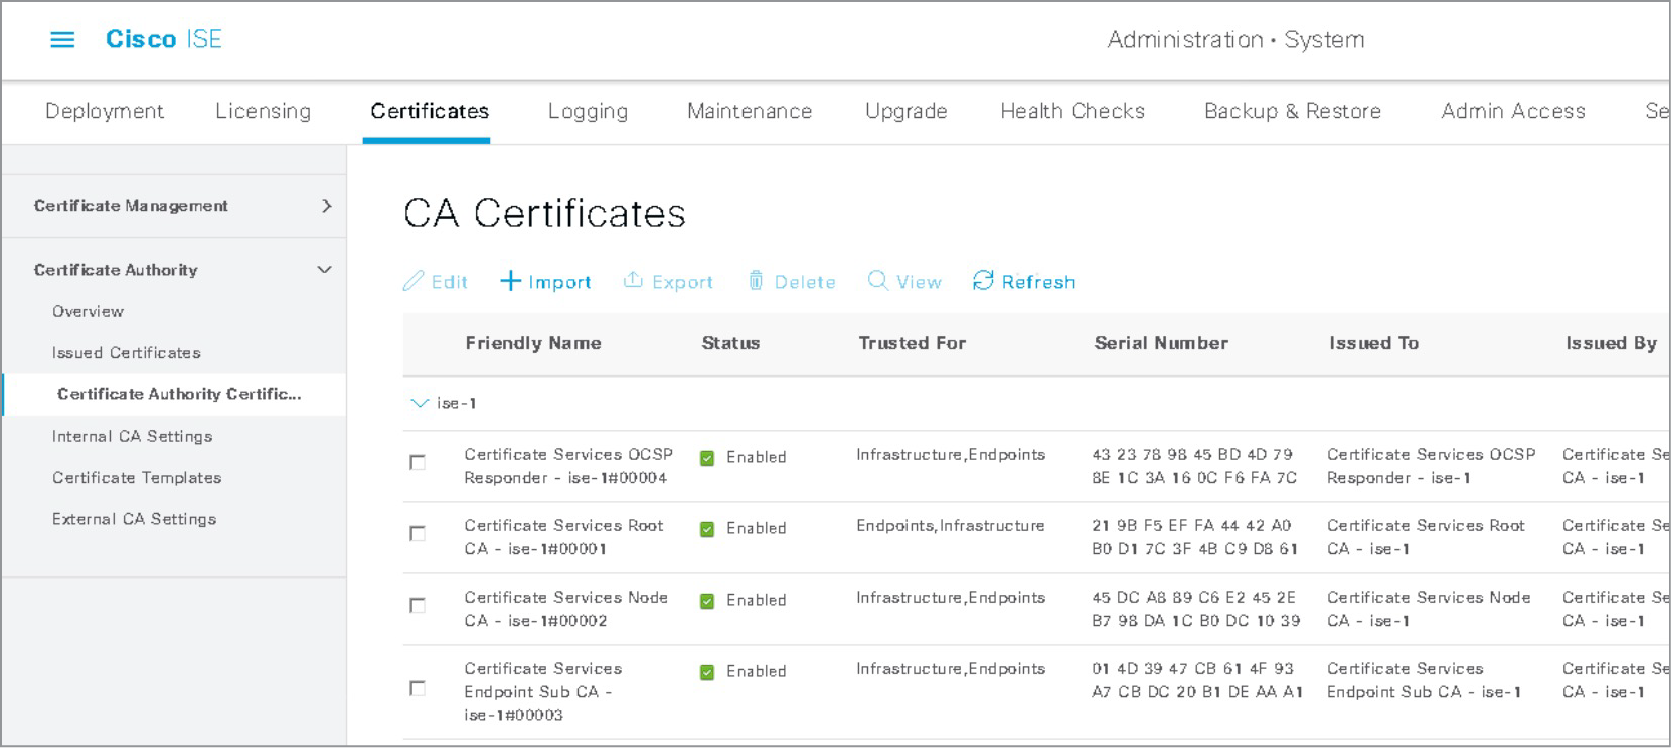 Cisco ISE
Administration • System
Deployment Licensing Certificates Logging Maintenance Upgrade Health Checks Backup & Restore Admin Access Se
Certificate Management
Certificate Authority
Overview
Issued Certificates
Certificate Authority Certific...
Internal CA Settings
Certificate Templates
External CA Settings
CA Certificates
Edit Import Export Delete View Refresh
Friendly Name Status Trusted For Serial Number Issued To Issued By
ise-1
Certificate Services OCSP Enabled Infrastructure,Endpoints 43 23 78 98 45 BD 4D 79 Certificate Services OCSP Certificate Se
Responder - ise-1#00004 8E 1C 3A 16 0C F6 FA 7C Responder - ise-1 CA - ise-1
Certificate Services Root Enabled Endpoints,Infrastructure 21 9B F5 EF FA 44 42 A0 Certificate Services Root Certificate Se
CA - ise-1#00001 B0 D1 7C 3F 4B C9 D8 61 CA - ise-1 CA - ise-1
Certificate Services Node Enabled Infrastructure,Endpoints 45 DC A8 89 C6 E2 45 2E Certificate Services Node Certificate Se
CA - ise-1#00002 B7 98 DA 1C B0 DC 10 39 CA - ise-1 CA - ise-1
Certificate Services Enabled Infrastructure,Endpoints 01 4D 39 47 CB 61 4F 93 Certificate Services Certificate Se
Endpoint Sub CA - A7 CB DC 20 B1 DE AA A1 Endpoint Sub CA - ise-1 CA - ise-1
ise-1#00003